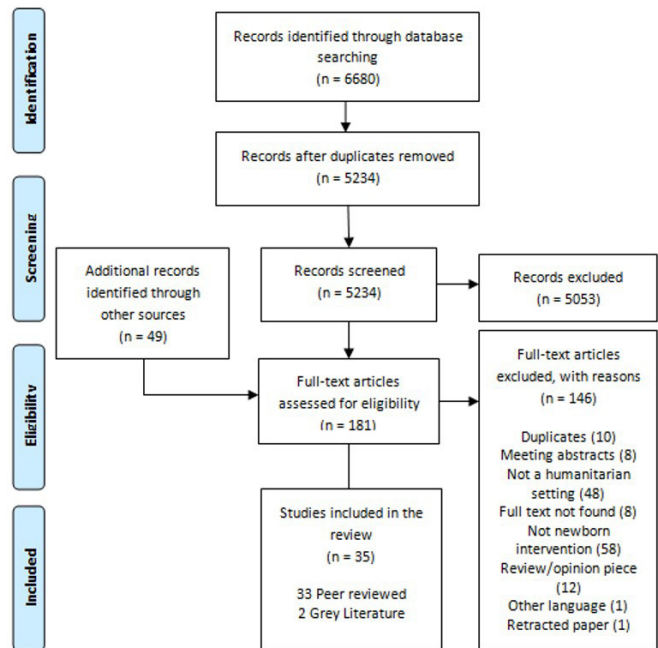 Identification
Records identified through database
searching
(n = 6680)
Records after duplicates removed
(n = 5234)
Screening
Additional records
identified through
other sources
(n = 49)
Records screened
(n = 5234)
Records excluded
(n = 5053)
Eligibility
Full-text articles
assessed for eligibility
(n = 181)
Full-text articles
excluded, with reasons
(n = 146)
Duplicates (10)
Meeting abstracts (8)
Not a humanitarian
setting (48)
Full text not found (8)
Not newborn
intervention (58)
Review/opinion piece
(12)
Other language (1)
Retracted paper (1)
Included
Studies included in the
review
(n = 35)
33 Peer reviewed
2 Grey Literature